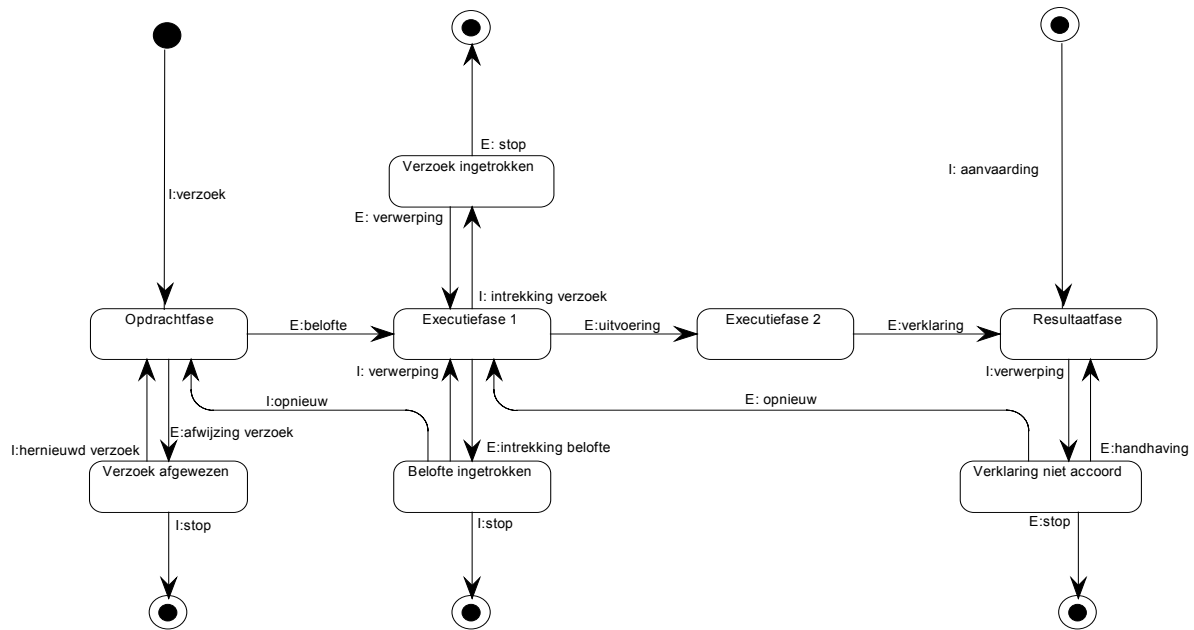 E: stop
Verzoek ingetrokken
I: aanvaarding
I:verzoek
E: verwerping
I: intrekking verzoek
Opdrachtfase
E:belofte
Executiefase 1
E:uitvoering
Executiefase 2
E:verklaring
Resultaatfase
I: verwerping
I:verwerping
I:opnieuw
E: opnieuw
E:afwijzing verzoek
I:hernieuwd verzoek
E:intrekking belofte
E:handhaving
Verzoek afgewezen
Belofte ingetrokken
Verklaring niet accoord
I:stop
I:stop
E:stop